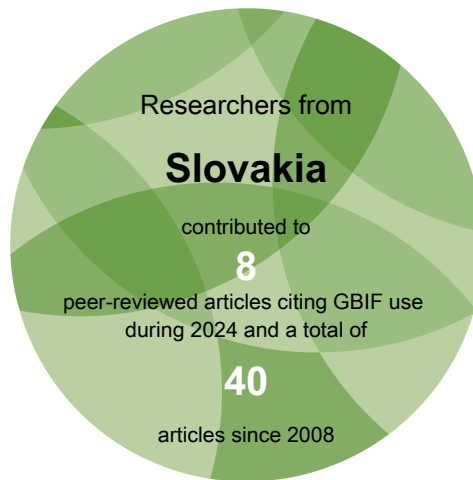 Researchers from
Slovakia
contributed to
8
peer-reviewed articles citing GBIF use
during 2024 and a total of
40
articles since 2008